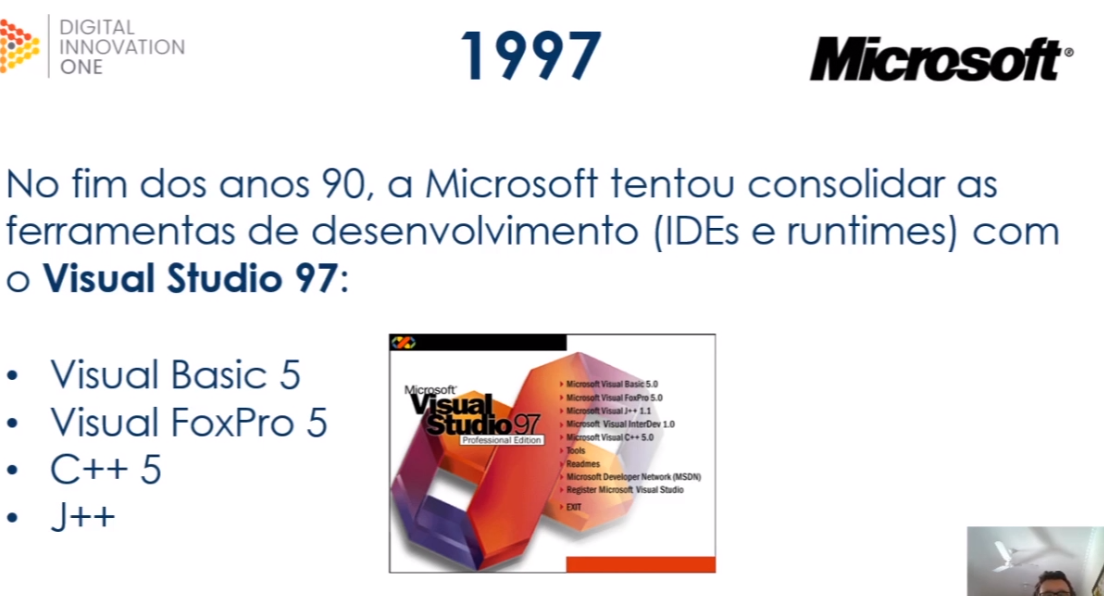 DIGITAL
INNOVATION
ONE
1997
Microsoft®
No fim dos anos 90, a Microsoft tentou consolidar as
ferramentas de desenvolvimento (IDEs e runtimes) com
o Visual Studio 97:
• Visual Basic 5
• Visual FoxPro 5
• C++ 5
• J++
Microsoft
Visual
Studio 97
Professional Edition
Microsoft Visual Basic 5.0
Microsoft Visual FoxPro 5.0
Microsoft Visual J++ 1.1
Microsoft Visual InterDev 1.0
Microsoft Visual C++ 5.0
Tools
Readmes
Microsoft Developer Network (MSDN)
Register Microsoft Visual Studio
EXIT